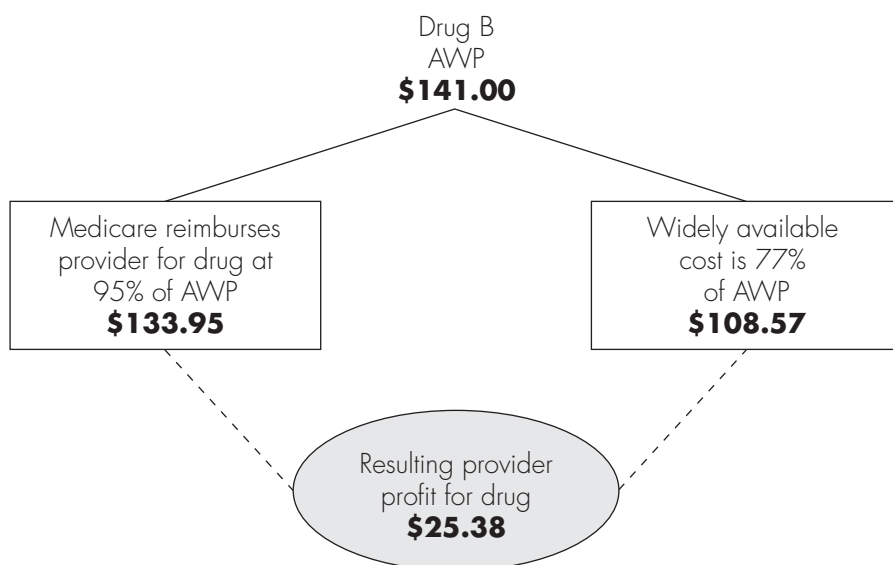 Drug B
AWP
$141.00
Medicare reimburses
provider for drug at
95% of AWP
$133.95
Widely available
cost is 77%
of AWP
$108.57
Resulting provider
profit for drug
$25.38